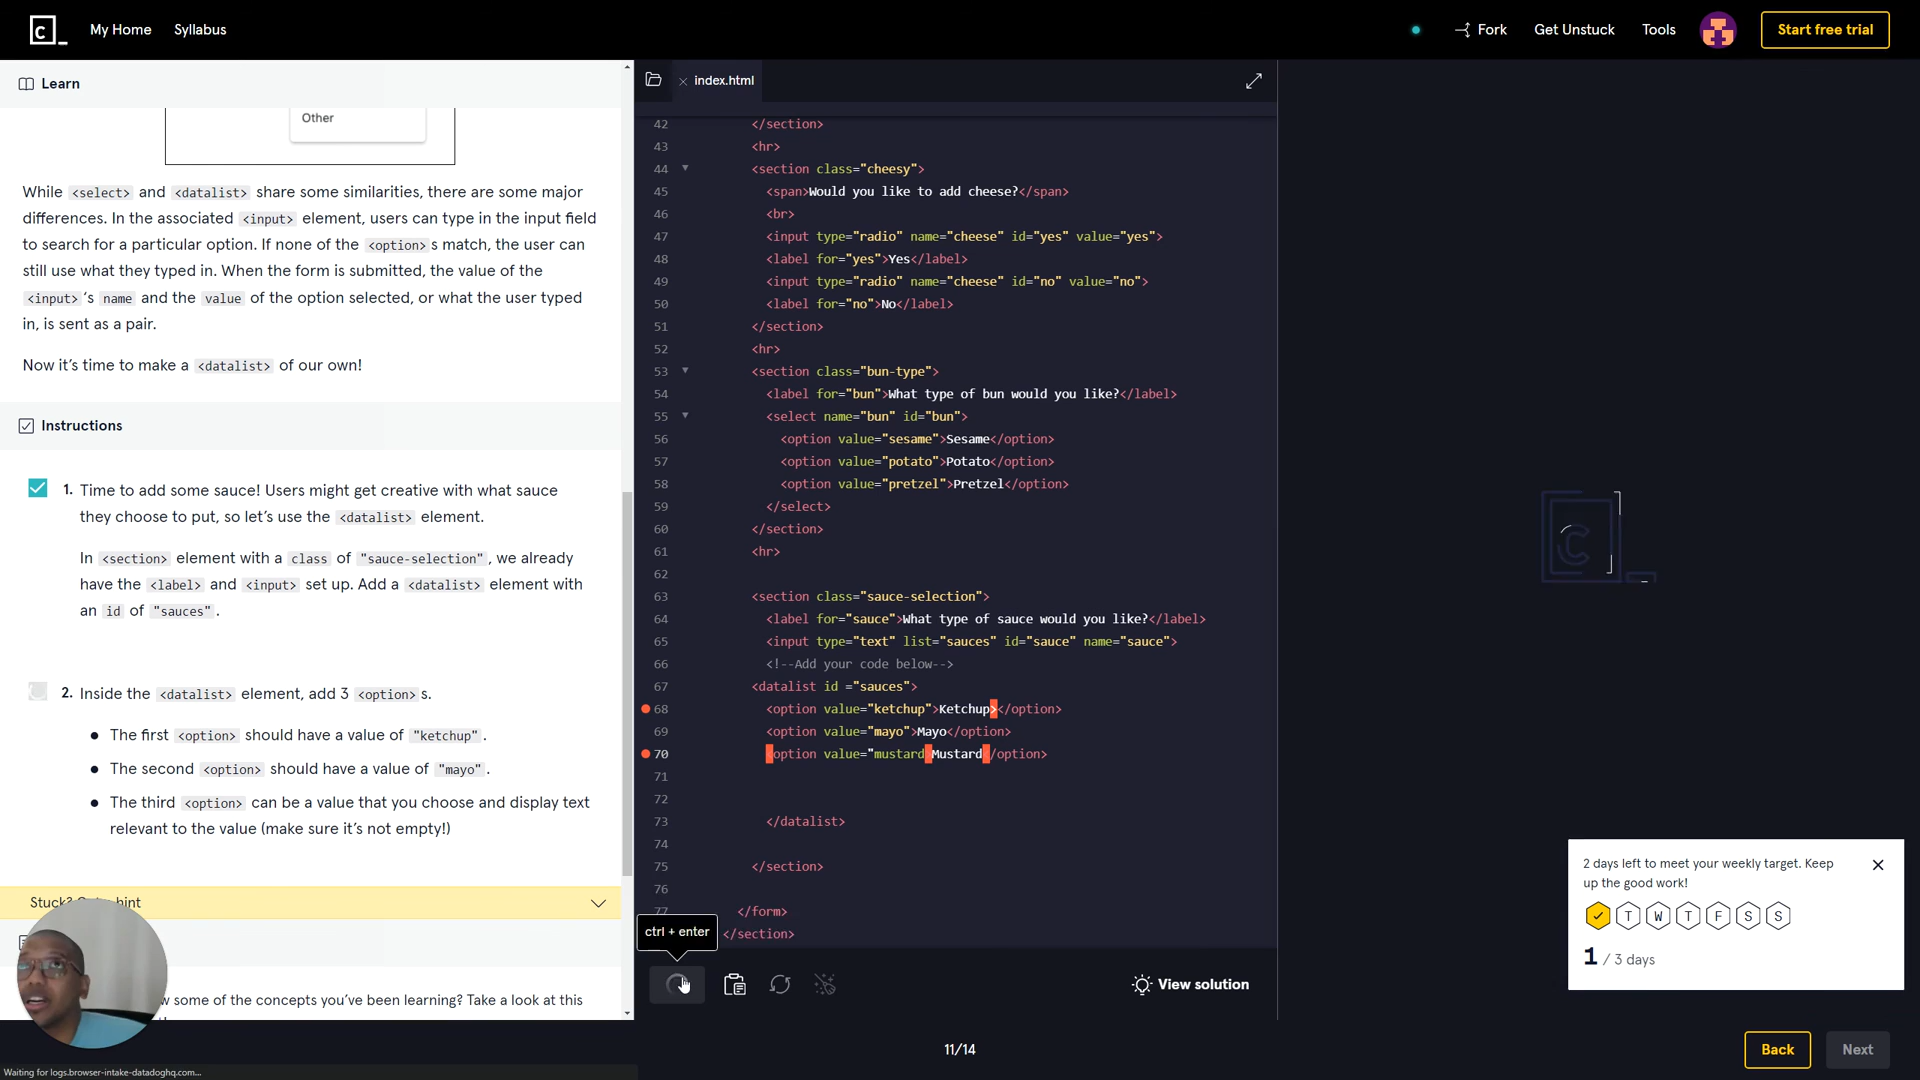 C_
My Home
Syllabus
Fork
Get Unstuck
Tools
Start free trial
Learn
Other
While <select> and <datalist> share some similarities, there are some major
differences. In the associated <input> element, users can type in the input field
to search for a particular option. If none of the <option>s match, the user can
still use what they typed in. When the form is submitted, the value of the
<input>'s name and the value of the option selected, or what the user typed
in, is sent as a pair.
Now it's time to make a <datalist> of our own!
Instructions
1. Time to add some sauce! Users might get creative with what sauce
they choose to put, so let's use the <datalist> element.
In <section> element with a class of "sauce-selection", we already
have the <label> and <input> set up. Add a <datalist> element with
an id of "sauces".
2. Inside the <datalist> element, add 3 <option>s.
The first <option> should have a value of "ketchup".
The second <option> should have a value of "mayo".
The third <option> can be a value that you choose and display text
relevant to the value (make sure it's not empty!)
Stuck? hint
some of the concepts you've been learning? Take a look at this
Waiting for logs.browser-intake-datadoghq.com...
index.html
42 </section>
43 <hr>
44 <section class="cheesy">
45 <span>Would you like to add cheese?</span>
46 <br>
47 <input type="radio" name="cheese" id="yes" value="yes">
48 <label for="yes">Yes</label>
49 <input type="radio" name="cheese" id="no" value="no">
50 <label for="no">No</label>
51 </section>
52 <hr>
53 <section class="bun-type">
54 <label for="bun">What type of bun would you like?</label>
55 <select name="bun" id="bun">
56 <option value="sesame">Sesame</option>
57 <option value="potato">Potato</option>
58 <option value="pretzel">Pretzel</option>
59 </select>
60 </section>
61 <hr>
62
63 <section class="sauce-selection">
64 <label for="sauce">What type of sauce would you like?</label>
65 <input type="text" list="sauces" id="sauce" name="sauce">
66 <!--Add your code below-->
67 <datalist id ="sauces">
68 <option value="ketchup">Ketchup></option>
69 <option value="mayo">Mayo</option>
70 <option value="mustard>Mustard</option>
71
72
73 </datalist>
74
75 </section>
76
77 </form>
</section>
ctrl + enter
View solution
11/14
C
2 days left to meet your weekly target. Keep
up the good work!
T W T F S S
1 / 3 days
Back
Next